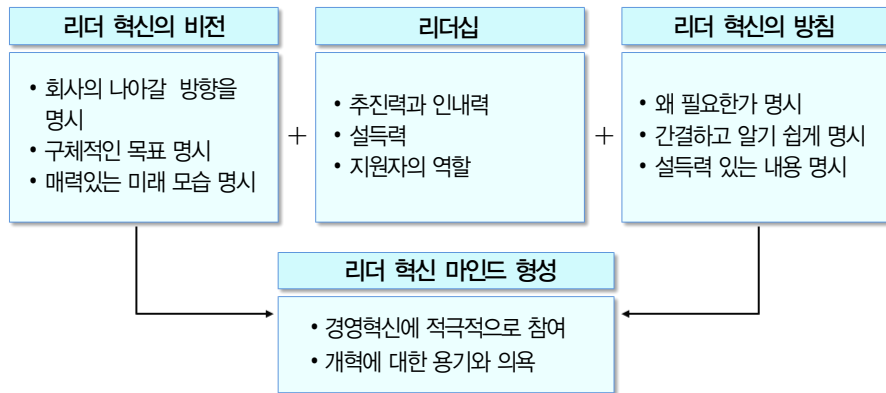 리더 혁신의 비전
• 회사의 나아갈 방향을
명시
• 구체적인 목표 명시
• 매력있는 미래 모습 명시
+
리더십
• 추진력과 인내력
• 설득력
• 지원자의 역할
+
리더 혁신의 방침
• 왜 필요한가 명시
• 간결하고 알기 쉽게 명시
• 설득력 있는 내용 명시
리더 혁신 마인드 형성
• 경영혁신에 적극적으로 참여
• 개혁에 대한 용기와 의욕